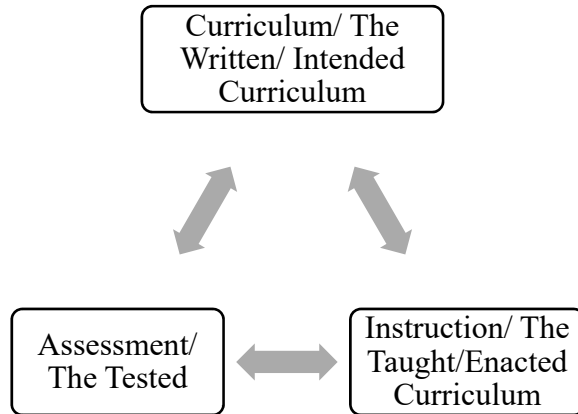 Curriculum/ The
Written/ Intended
Curriculum
Assessment/
The Tested
Instruction/ The
Taught/Enacted
Curriculum